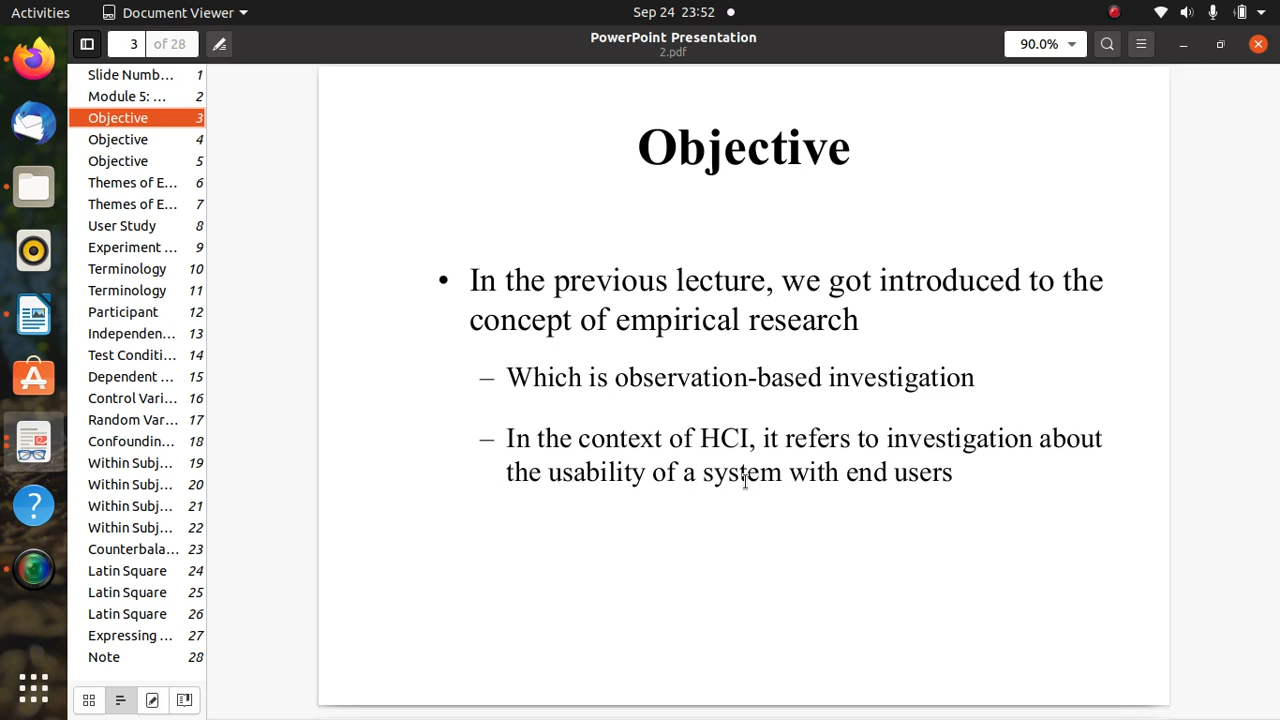 Activities
Document Viewer
Sep 24 23:52
3
of 28
PowerPoint Presentation
2.pdf
90.0%
Slide Numb... 1
Module 5: ... 2
Objective 3
Objective 4
Objective 5
Themes of E... 6
Themes of E... 7
User Study 8
Experiment ... 9
Terminology 10
Terminology 11
Participant 12
Independen... 13
Test Conditi... 14
Dependent ... 15
Control Vari... 16
Random Var... 17
Confoundin... 18
Within Subj... 19
Within Subj... 20
Within Subj... 21
Within Subj... 22
Counterbala... 23
Latin Square 24
Latin Square 25
Latin Square 26
Expressing ... 27
Note 28
Objective
• In the previous lecture, we got introduced to the
concept of empirical research
– Which is observation-based investigation
– In the context of HCI, it refers to investigation about
the usability of a system with end users